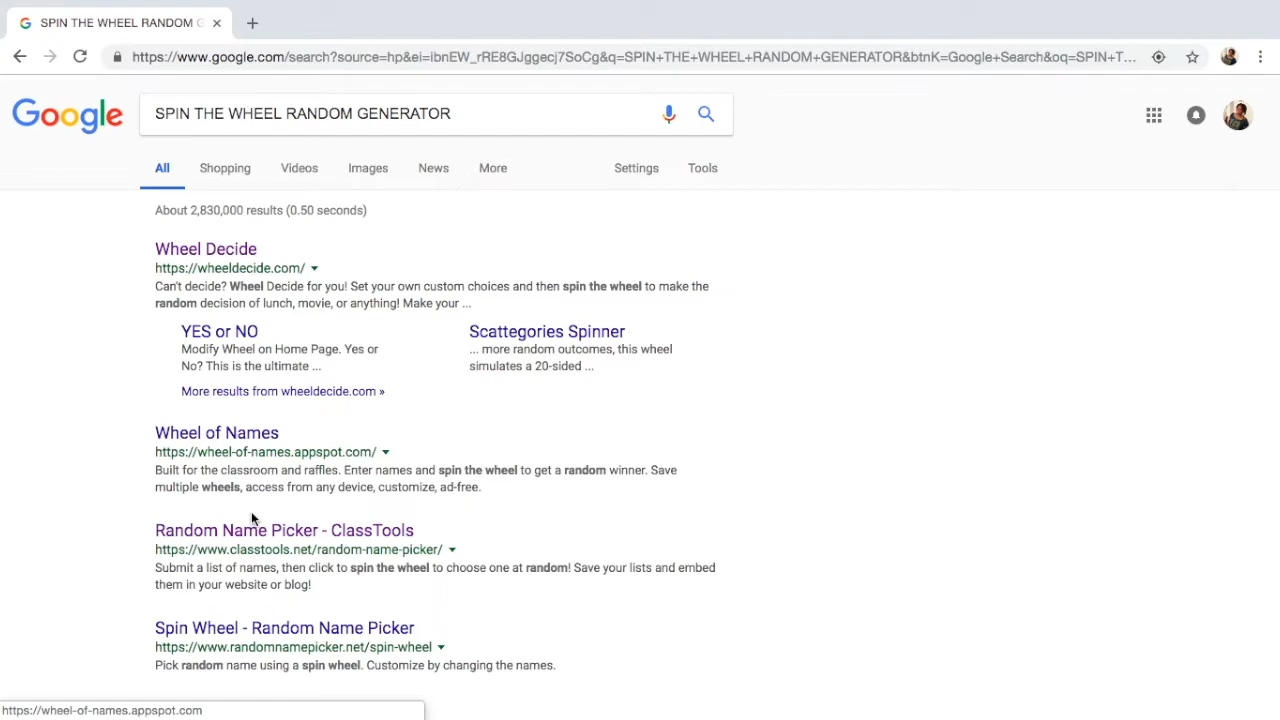 SPIN THE WHEEL RANDOM G
https://www.google.com/search?source=hp&ei=ibnEW_rRE8GJggecj7SoCg&q=SPIN+THE+WHEEL+RANDOM+GENERATOR&btnK=Google+Search&oq=SPIN+T...
Google
SPIN THE WHEEL RANDOM GENERATOR
All Shopping Videos Images News More Settings Tools
About 2,830,000 results (0.50 seconds)
Wheel Decide
https://wheeldecide.com/
Can't decide? Wheel Decide for you! Set your own custom choices and then spin the wheel to make the
random decision of lunch, movie, or anything! Make your ...
YES or NO
Modify Wheel on Home Page. Yes or
No? This is the ultimate ...
Scattegories Spinner
... more random outcomes, this wheel
simulates a 20-sided ...
More results from wheeldecide.com »
Wheel of Names
https://wheel-of-names.appspot.com/
Built for the classroom and raffles. Enter names and spin the wheel to get a random winner. Save
multiple wheels, access from any device, customize, ad-free.
Random Name Picker - ClassTools
https://www.classtools.net/random-name-picker/
Submit a list of names, then click to spin the wheel to choose one at random! Save your lists and embed
them in your website or blog!
Spin Wheel - Random Name Picker
https://www.randomnamepicker.net/spin-wheel
Pick random name using a spin wheel. Customize by changing the names.
https://wheel-of-names.appspot.com